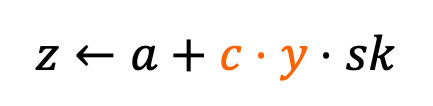 z ← a + c · y · sk